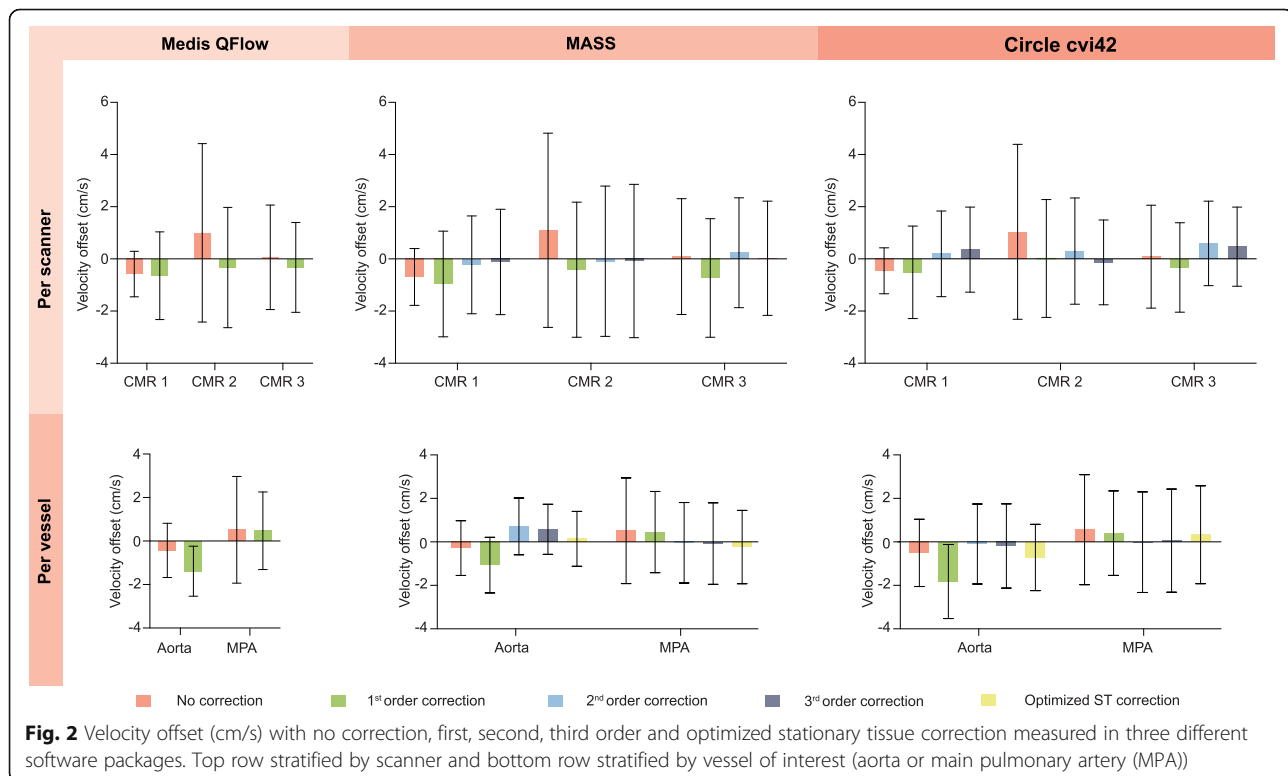 Medis QFlow
MASS
Circle cvi42
Per scanner
Velocity offset (cm/s)
6
4
2
0
-2
-4
CMR 1 CMR 2 CMR 3
Velocity offset (cm/s)
6
4
2
0
-2
-4
CMR 1 CMR 2 CMR 3
Velocity offset (cm/s)
6
4
2
0
-2
-4
CMR 1 CMR 2 CMR 3
Per vessel
Velocity offset (cm/s)
4
2
0
-2
-4
Aorta MPA
Velocity offset (cm/s)
4
2
0
-2
-4
Aorta MPA
Velocity offset (cm/s)
4
2
0
-2
-4
Aorta MPA
No correction 1st order correction 2nd order correction 3rd order correction Optimized ST correction
Fig. 2 Velocity offset (cm/s) with no correction, first, second, third order and optimized stationary tissue correction measured in three different
software packages. Top row stratified by scanner and bottom row stratified by vessel of interest (aorta or main pulmonary artery (MPA))